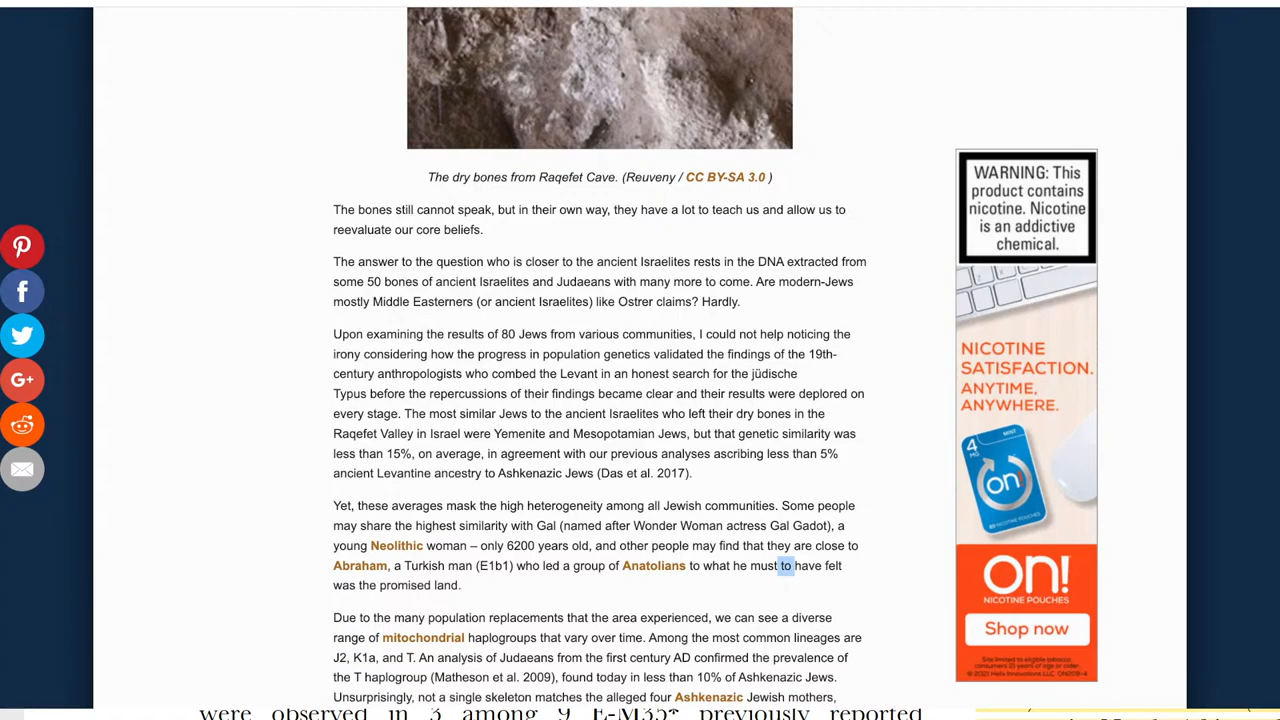 The dry bones from Raqefet Cave. (Reuveny / CC BY-SA 3.0 )
The bones still cannot speak, but in their own way, they have a lot to teach us and allow us to
reevaluate our core beliefs.
The answer to the question who is closer to the ancient Israelites rests in the DNA extracted from
some 50 bones of ancient Israelites and Judaeans with many more to come. Are modern-Jews
mostly Middle Easterners (or ancient Israelites) like Ostrer claims? Hardly.
Upon examining the results of 80 Jews from various communities, I could not help noticing the
irony considering how the progress in population genetics validated the findings of the 19th-
century anthropologists who combed the Levant in an honest search for the jüdische
Typus before the repercussions of their findings became clear and their results were deplored on
every stage. The most similar Jews to the ancient Israelites who left their dry bones in the
Raqefet Valley in Israel were Yemenite and Mesopotamian Jews, but that genetic similarity was
less than 15%, on average, in agreement with our previous analyses ascribing less than 5%
ancient Levantine ancestry to Ashkenazic Jews (Das et al. 2017).
Yet, these averages mask the high heterogeneity among all Jewish communities. Some people
may share the highest similarity with Gal (named after Wonder Woman actress Gal Gadot), a
young Neolithic woman – only 6200 years old, and other people may find that they are close to
Abraham, a Turkish man (E1b1) who led a group of Anatolians to what he must to have felt
was the promised land.
Due to the many population replacements that the area experienced, we can see a diverse
range of mitochondrial haplogroups that vary over time. Among the most common lineages are
J2, K1a, and T. An analysis of Judaeans from the first century AD confirmed the prevalence of
the T haplogroup (Matheson et al. 2009), found today in less than 10% of Ashkenazic Jews.
Unsurprisingly, not a single skeleton matches the alleged four Ashkenazic Jewish mothers,
were observed in 3 among 9 E-M35* previously reported
WARNING: This
product contains
nicotine. Nicotine
is an addictive
chemical.
NICOTINE
SATISFACTION.
ANYTIME,
ANYWHERE.
4
MG
MINT
on!
on!
NICOTINE POUCHES
Shop now
Site limited to eligible tobacco
consumers 21 years of age or older.